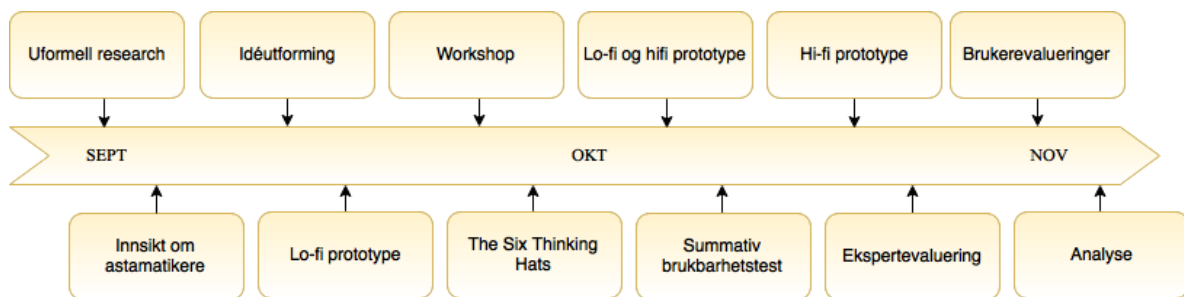 Uformell research
Idéutforming
Workshop
Lo-fi og hifi prototype
Hi-fi prototype
Brukerevalueringer
SEPT
OKT
NOV
Innsikt om
astamatikere
Lo-fi prototype
The Six Thinking
Hats
Summativ
brukbarhetstest
Ekspertevaluering
Analyse